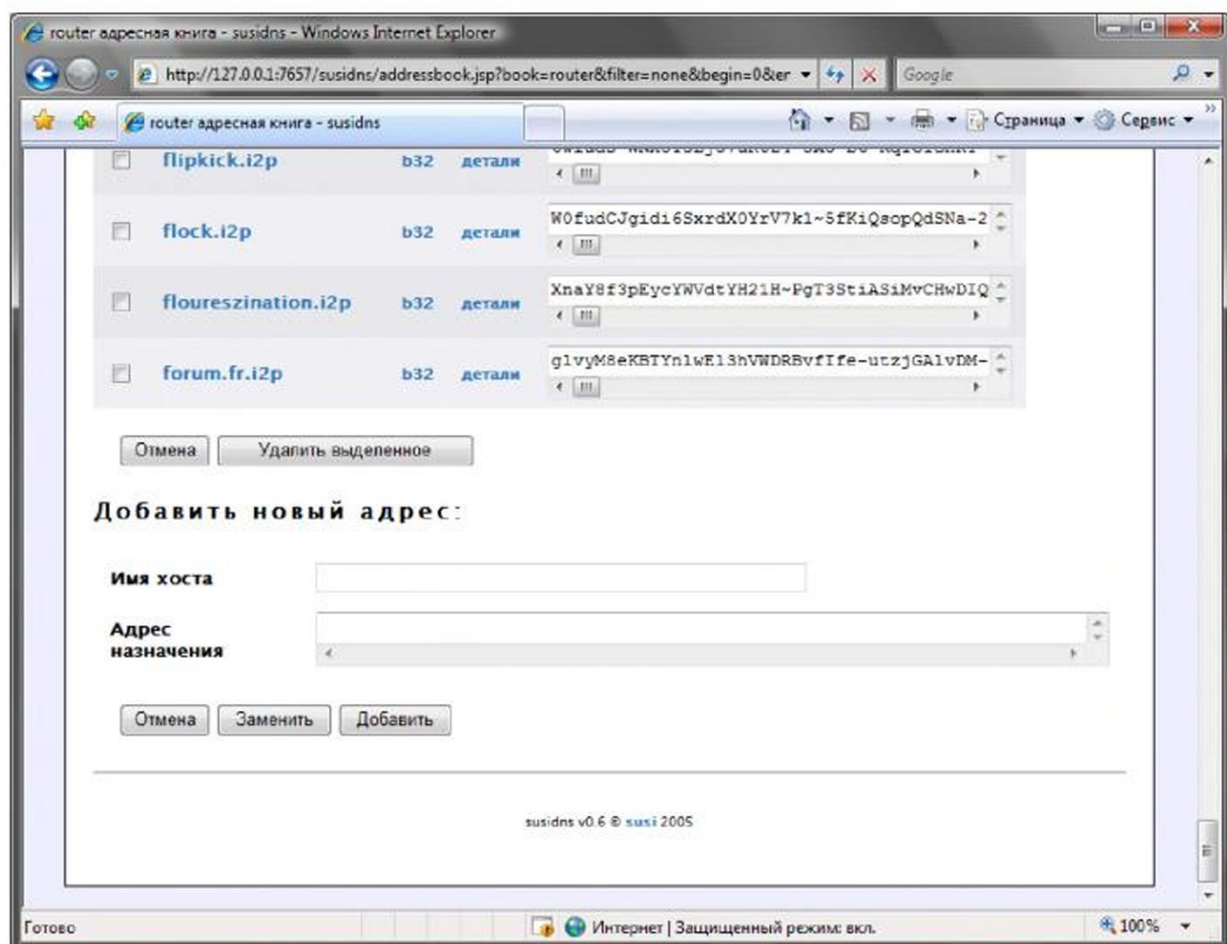 router адресная книга - susidns - Windows Internet Explorer
http://127.0.0.1:7657/susidns/addressbook.jsp?book=router&filter=none&begin=0&er
Google
router адресная книга - susidns
Страница
Сервис
flipkick.i2p b32 детали
flock.i2p b32 детали W0fudCJgidi6SxrdX0YrV7k1~5fKiQsopQdSNa-2
floureszination.i2p b32 детали XnaY8f3pEycYWVdtYH21H~PgT3StiASiMvCHwDIQ
forum.fr.i2p b32 детали glvyM8eKBTYnlwEl3hVWDRBvfIfe-utzjGAlvDM-
Отмена Удалить выделенное
Добавить новый адрес:
Имя хоста
Адрес
назначения
Отмена Заменить Добавить
susidns v0.6 © susi 2005
Готово
Интернет | Защищенный режим: вкл.
100%